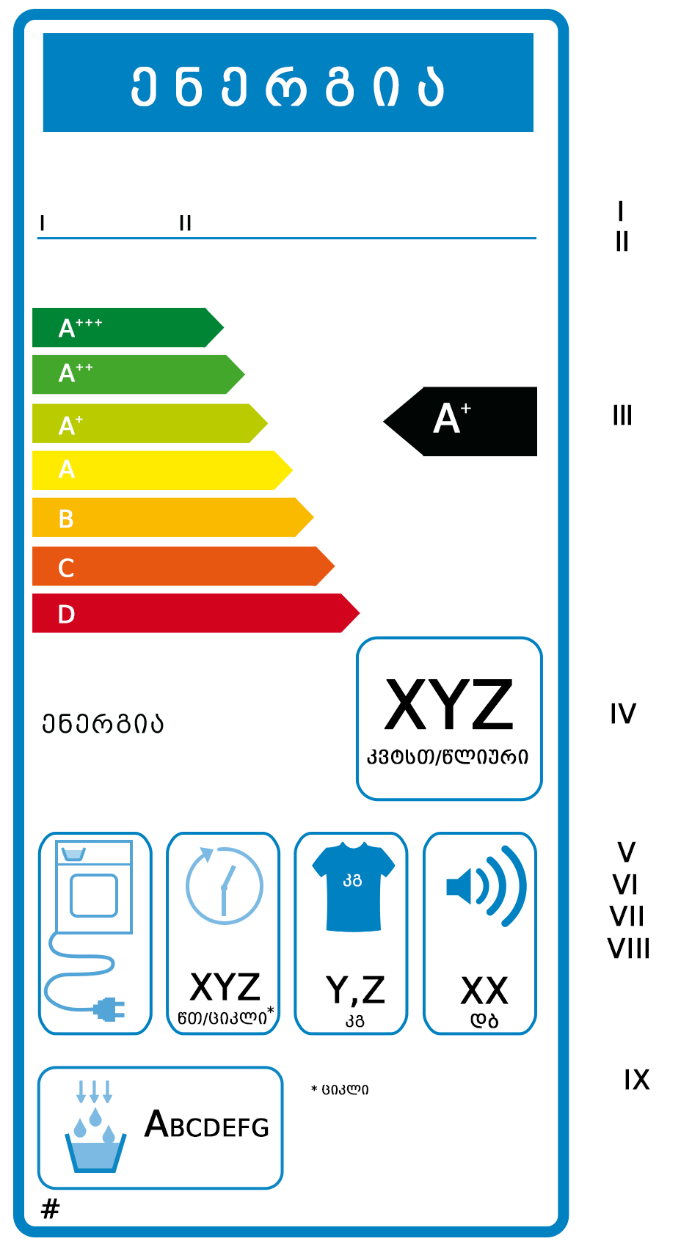 ენერგია
I II
I
II
A+++
A++
A+
A+
III
A
B
C
D
XYZ
ენერგია
IV
კვტსთ/წლიური
V
VI
VII
VIII
კგ
XYZ
Y,Z
XX
წთ/ციკლი*
კგ
დბ
* ციკლი
IX
ABCDEFG
#